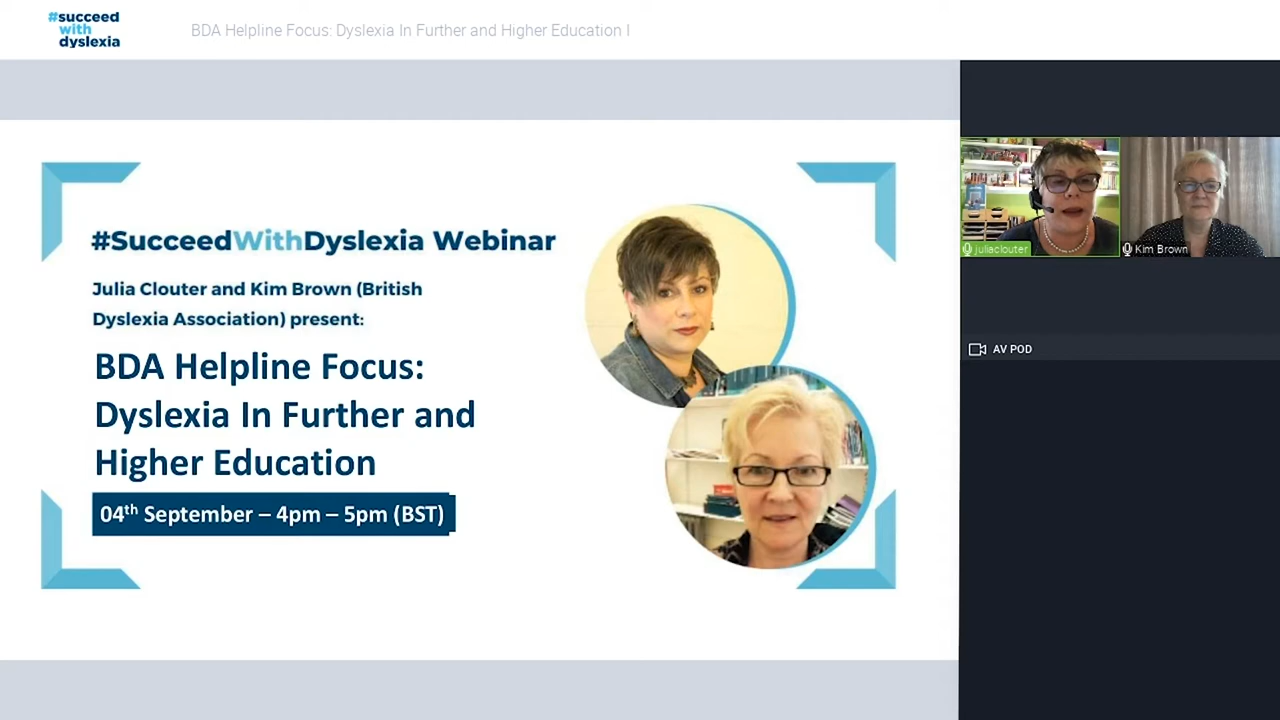 #succeed
with
dyslexia
BDA Helpline Focus: Dyslexia In Further and Higher Education I
#SucceedWithDyslexia Webinar
Julia Clouter and Kim Brown (British
Dyslexia Association) present:
BDA Helpline Focus:
Dyslexia In Further and
Higher Education
04th September – 4pm – 5pm (BST)
juliaclouter
Kim Brown
AV POD